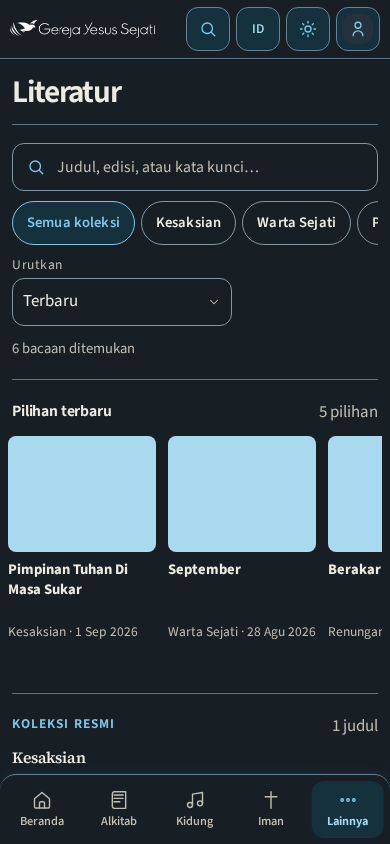 Gereja Yesus Sejati
ID
Literatur
Judul, edisi, atau kata kunci…
Semua koleksi
Kesaksian
Warta Sejati
P
Urutkan
Terbaru
6 bacaan ditemukan
Pilihan terbaru
5 pilihan
Pimpinan Tuhan Di
Masa Sukar
Kesaksian · 1 Sep 2026
September
Warta Sejati · 28 Agu 2026
Berakar
Renungan
KOLEKSI RESMI
1 judul
Kesaksian
Beranda
Alkitab
Kidung
Iman
Lainnya